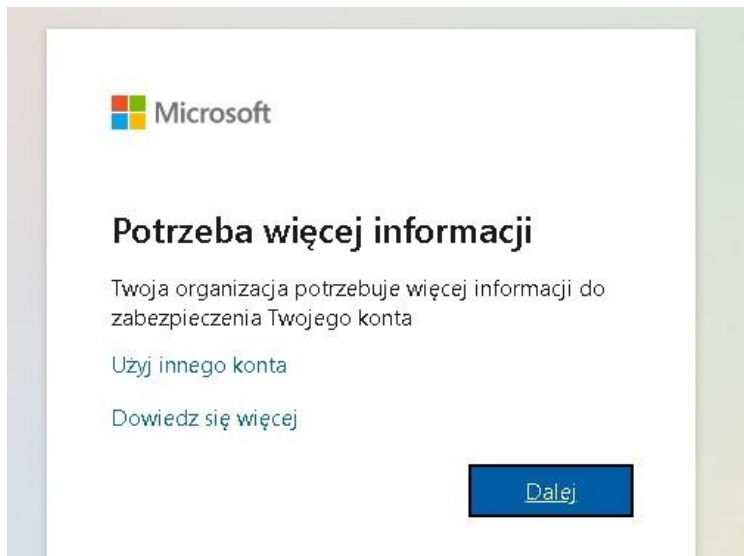 Microsoft
Potrzeba więcej informacji
Twoja organizacja potrzebuje więcej informacji do
zabezpieczenia Twojego konta
Użyj innego konta
Dowiedz się więcej
Dalej